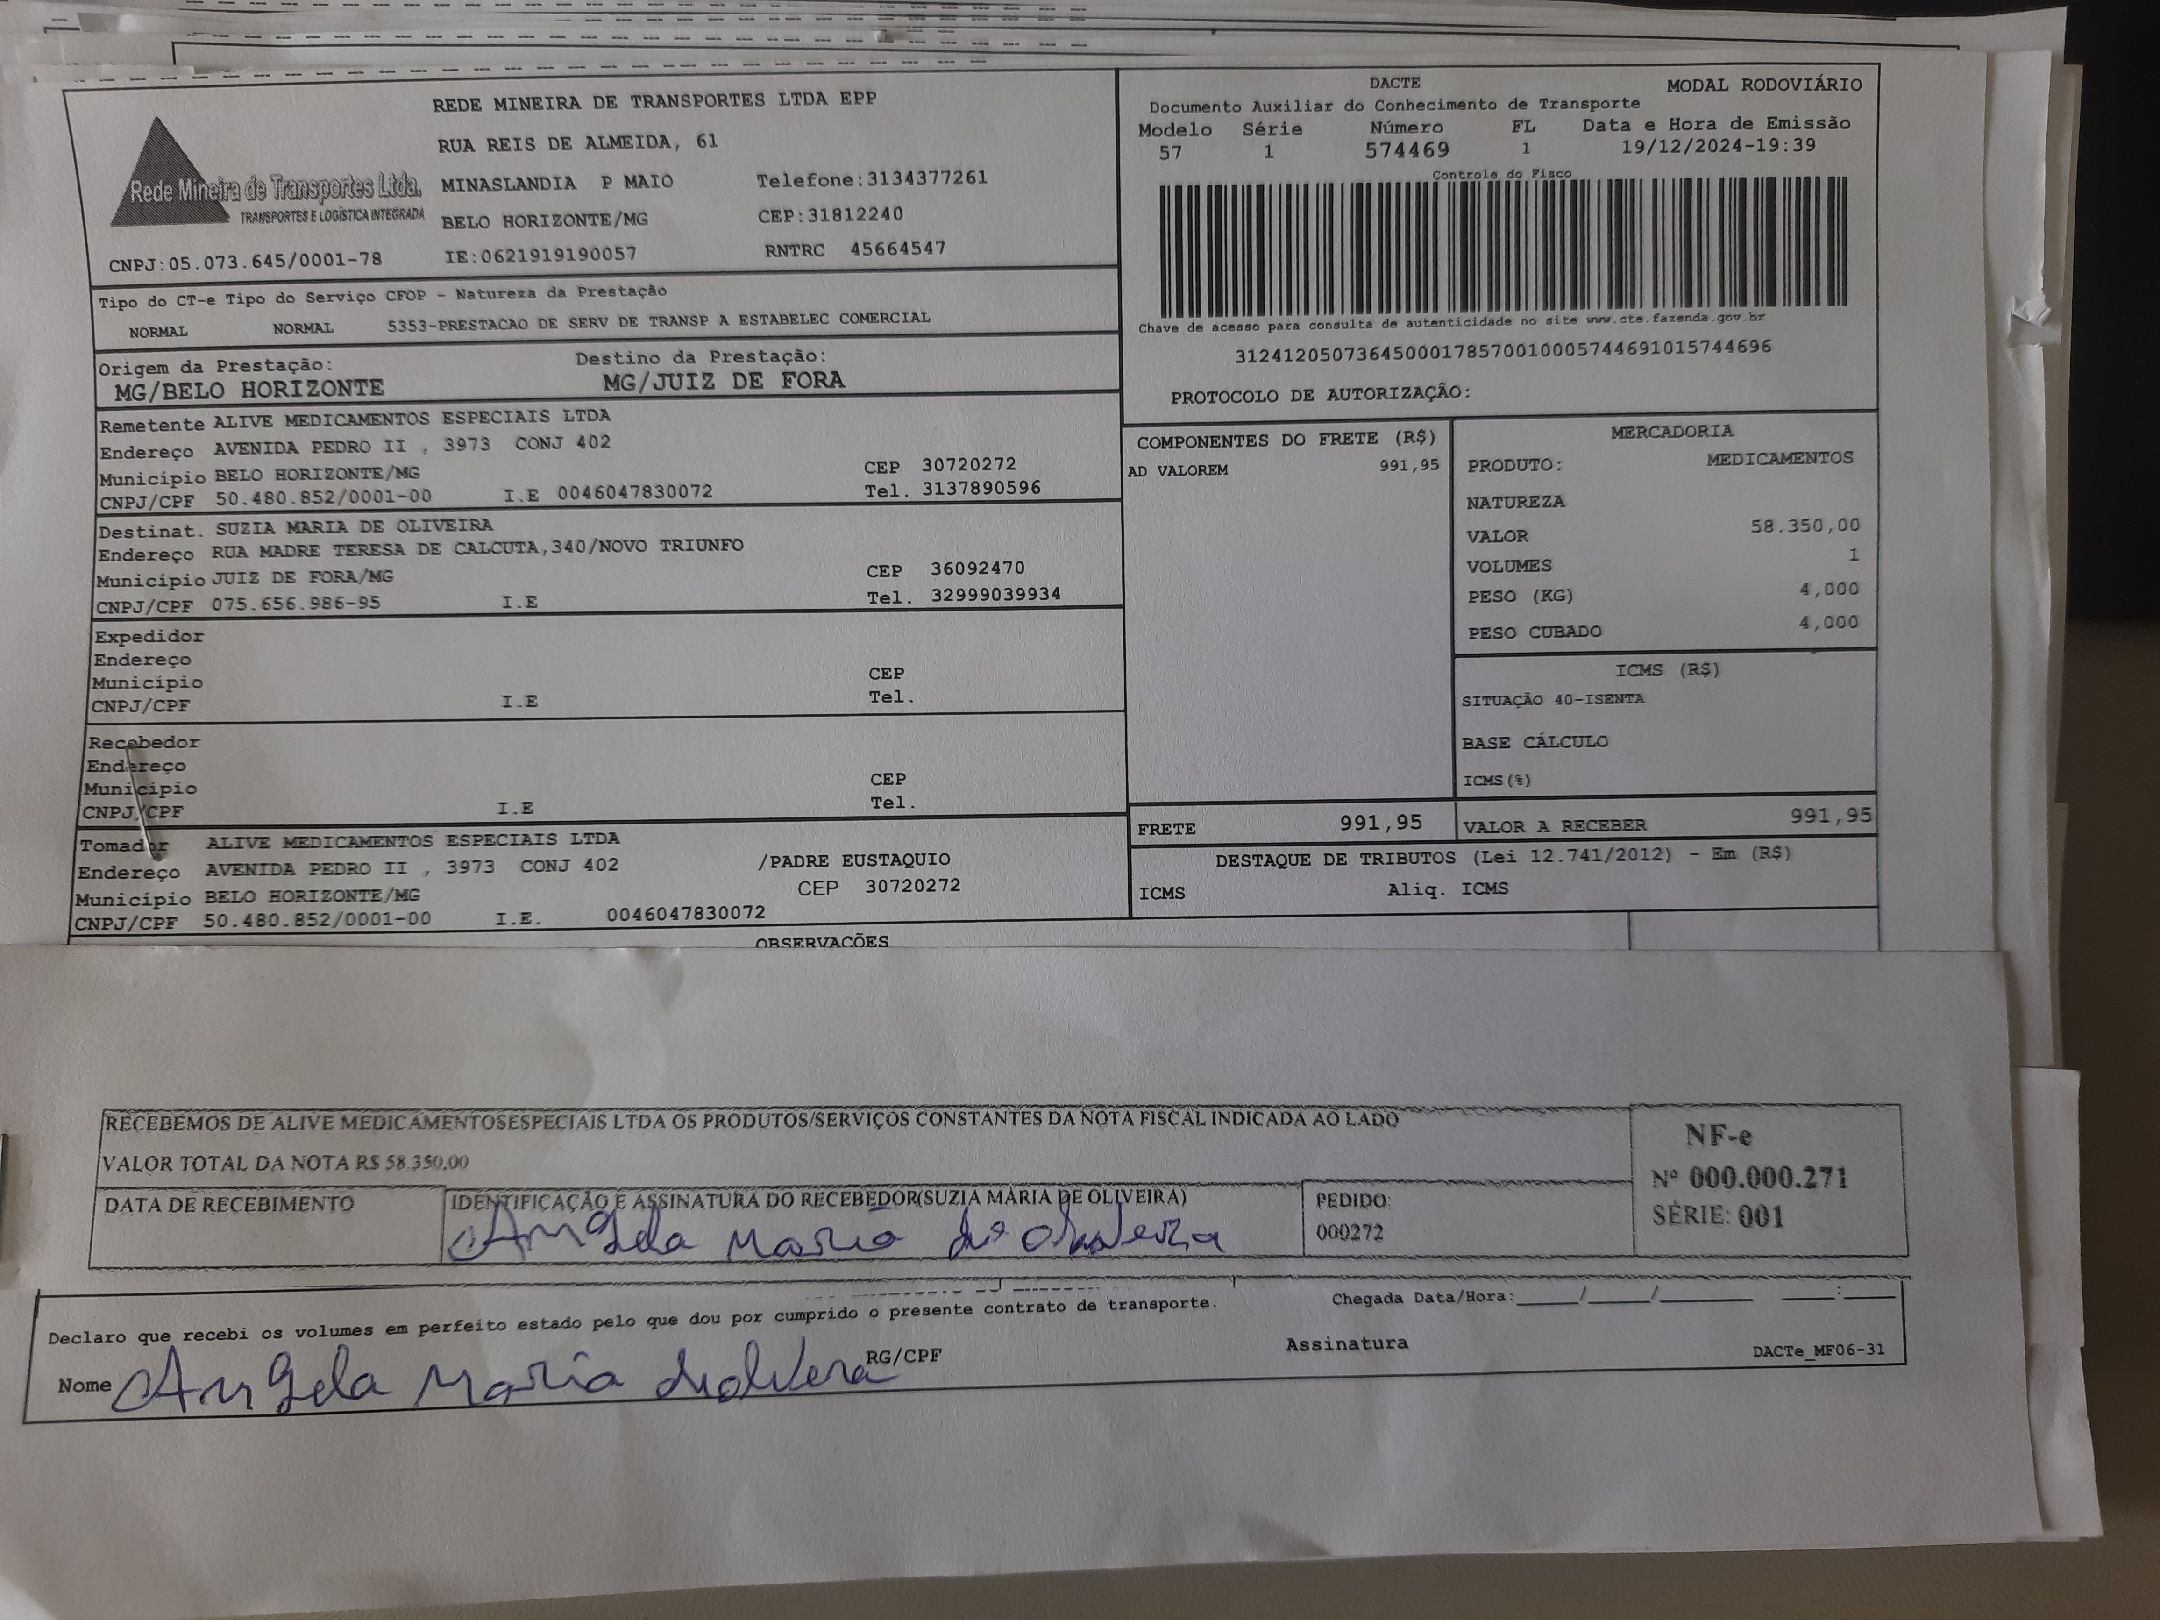 REDE MINEIRA DE TRANSPORTES LTDA EPP
RUA REIS DE ALMEIDA, 61
Rede Mineira de Transportes Ltda.
TRANSPORTES E LOGÍSTICA INTEGRADA
MINASLANDIA P MAIO Telefone:3134377261
BELO HORIZONTE/MG CEP:31812240
CNPJ:05.073.645/0001-78 IE:0621919190057 RNTRC 45664547
DACTE MODAL RODOVIÁRIO
Documento Auxiliar do Conhecimento de Transporte
Modelo Série Número FL Data e Hora de Emissão
57 1 574469 1 19/12/2024-19:39
Controle do Fisco
Chave de acesso para consulta de autenticidade no site www.cte.fazenda.gov.br
31241205073645000178570010005744691015744696
PROTOCOLO DE AUTORIZAÇÃO:
Tipo do CT-e Tipo do Serviço CFOP - Natureza da Prestação
NORMAL NORMAL 5353-PRESTACAO DE SERV DE TRANSP A ESTABELEC COMERCIAL
Origem da Prestação: Destino da Prestação:
MG/BELO HORIZONTE MG/JUIZ DE FORA
Remetente ALIVE MEDICAMENTOS ESPECIAIS LTDA
Endereço AVENIDA PEDRO II , 3973 CONJ 402
Município BELO HORIZONTE/MG CEP 30720272
CNPJ/CPF 50.480.852/0001-00 I.E 0046047830072 Tel. 3137890596
Destinat. SUZIA MARIA DE OLIVEIRA
Endereço RUA MADRE TERESA DE CALCUTA,340/NOVO TRIUNFO
Município JUIZ DE FORA/MG CEP 36092470
CNPJ/CPF 075.656.986-95 I.E Tel. 32999039934
Expedidor
Endereço
Município CEP
CNPJ/CPF I.E Tel.
Recebedor
Endereço
Município CEP
CNPJ/CPF I.E Tel.
Tomador ALIVE MEDICAMENTOS ESPECIAIS LTDA
Endereço AVENIDA PEDRO II , 3973 CONJ 402 /PADRE EUSTAQUIO
Município BELO HORIZONTE/MG CEP 30720272
CNPJ/CPF 50.480.852/0001-00 I.E. 0046047830072
COMPONENTES DO FRETE (R$)
AD VALOREM 991,95
MERCADORIA
PRODUTO: MEDICAMENTOS
NATUREZA
VALOR 58.350,00
VOLUMES 1
PESO (KG) 4,000
PESO CUBADO 4,000
ICMS (R$)
SITUAÇÃO 40-ISENTA
BASE CÁLCULO
ICMS(%)
FRETE 991,95 VALOR A RECEBER 991,95
DESTAQUE DE TRIBUTOS (Lei 12.741/2012) - Em (R$)
ICMS Aliq. ICMS
OBSERVAÇÕES
RECEBEMOS DE ALIVE MEDICAMENTOSESPECIAIS LTDA OS PRODUTOS/SERVIÇOS CONSTANTES DA NOTA FISCAL INDICADA AO LADO
VALOR TOTAL DA NOTA R$ 58.350,00
DATA DE RECEBIMENTO IDENTIFICAÇÃO E ASSINATURA DO RECEBEDOR(SUZIA MARIA DE OLIVEIRA)
Angela Maria de Oliveira
PEDIDO:
000272
NF-e
Nº 000.000.271
SÉRIE: 001
Declaro que recebi os volumes em perfeito estado pelo que dou por cumprido o presente contrato de transporte. Chegada Data/Hora:____/____/______ ____:____
Nome Angela Maria de Oliveira RG/CPF Assinatura DACTe_MF06-31